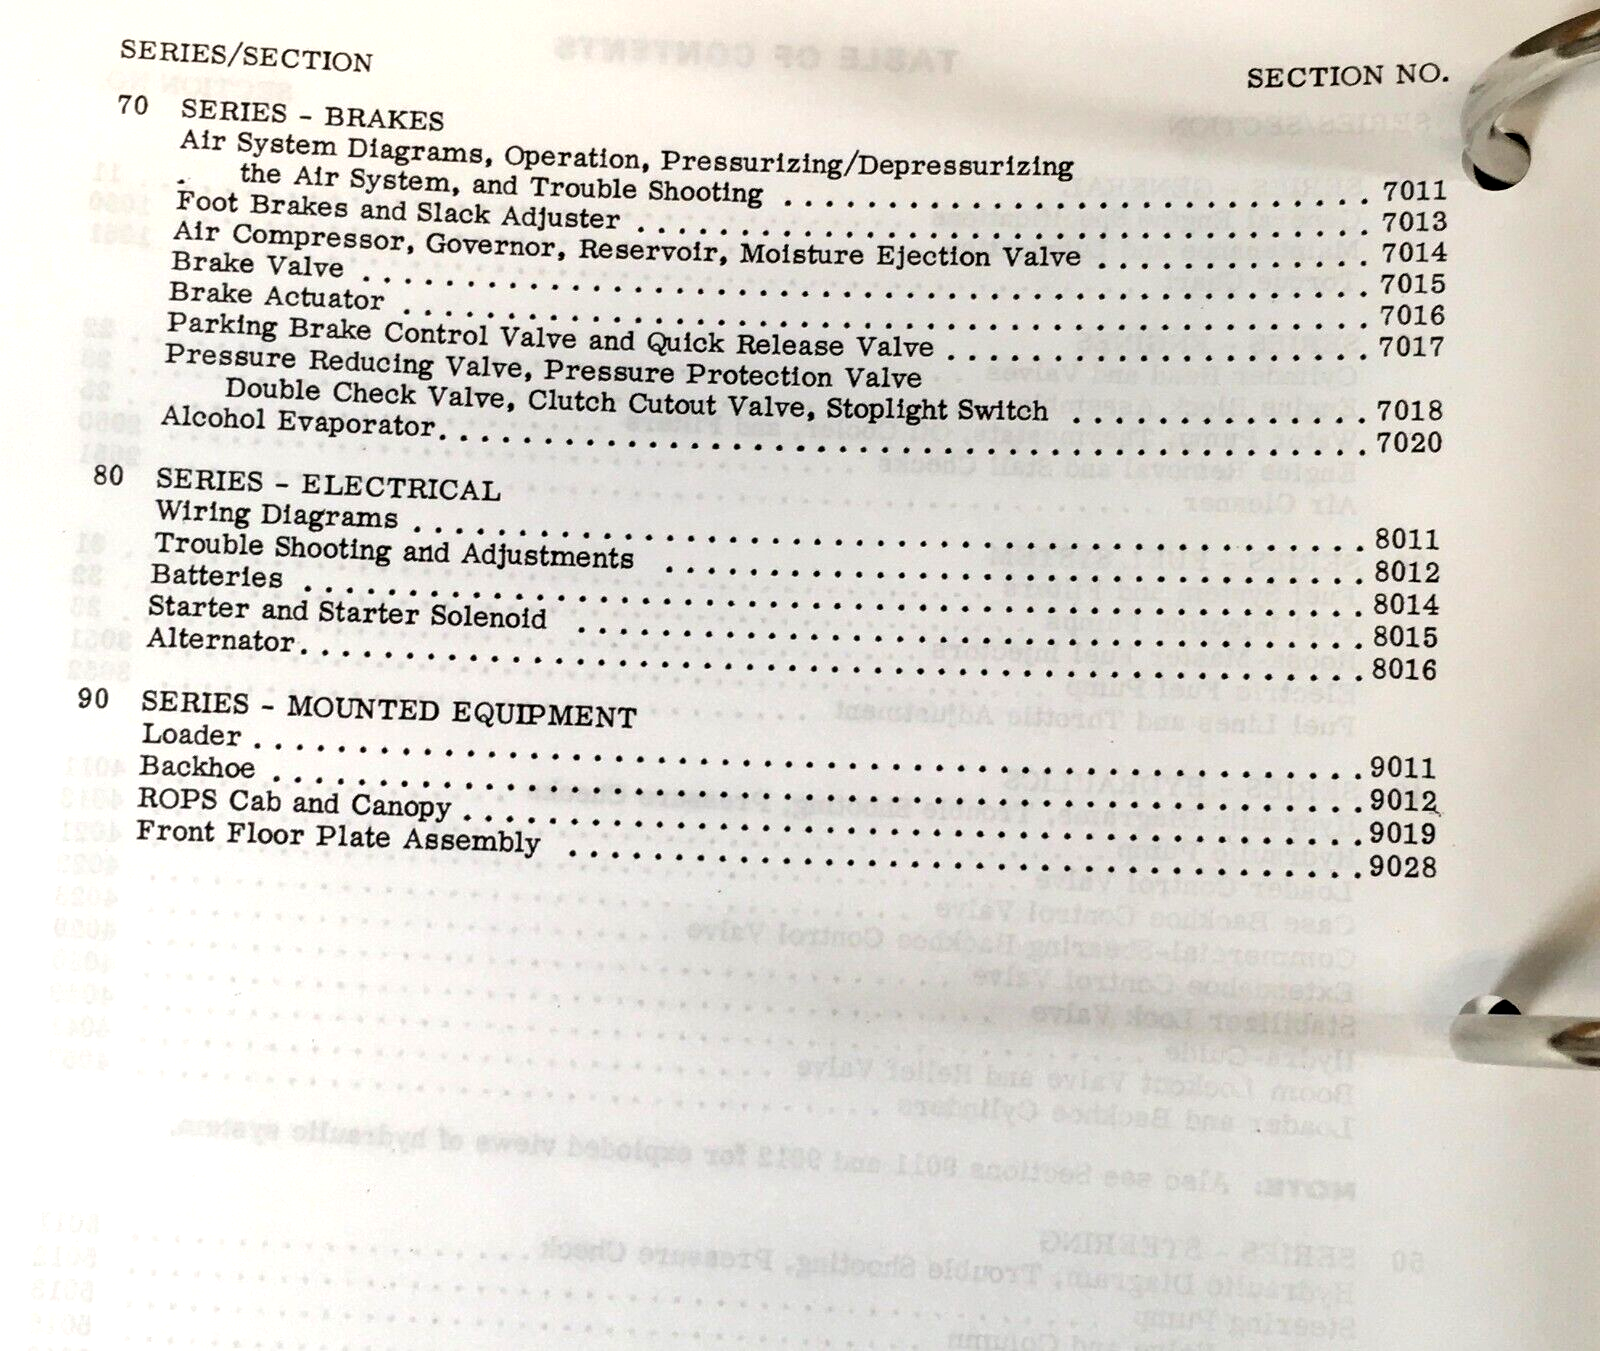 SERIES/SECTION SECTION NO.
70 SERIES - BRAKES
Air System Diagrams, Operation, Pressurizing/Depressurizing
the Air System, and Trouble Shooting . . . . . . . . . . . . . . . . . . . . . 7011
Foot Brakes and Slack Adjuster . . . . . . . . . . . . . . . . . . . . . . . . . . 7013
Air Compressor, Governor, Reservoir, Moisture Ejection Valve . . . . . . . . . . 7014
Brake Valve . . . . . . . . . . . . . . . . . . . . . . . . . . . . . . . . . . . 7015
Brake Actuator . . . . . . . . . . . . . . . . . . . . . . . . . . . . . . . . . . 7016
Parking Brake Control Valve and Quick Release Valve . . . . . . . . . . . . . . . 7017
Pressure Reducing Valve, Pressure Protection Valve
Double Check Valve, Clutch Cutout Valve, Stoplight Switch . . . . . . . . . . . 7018
Alcohol Evaporator. . . . . . . . . . . . . . . . . . . . . . . . . . . . . . . . . 7020
80 SERIES - ELECTRICAL
Wiring Diagrams . . . . . . . . . . . . . . . . . . . . . . . . . . . . . . . . . . 8011
Trouble Shooting and Adjustments . . . . . . . . . . . . . . . . . . . . . . . . . 8012
Batteries . . . . . . . . . . . . . . . . . . . . . . . . . . . . . . . . . . . . . 8014
Starter and Starter Solenoid . . . . . . . . . . . . . . . . . . . . . . . . . . . . 8015
Alternator. . . . . . . . . . . . . . . . . . . . . . . . . . . . . . . . . . . . . . 8016
90 SERIES - MOUNTED EQUIPMENT
Loader . . . . . . . . . . . . . . . . . . . . . . . . . . . . . . . . . . . . . . . 9011
Backhoe . . . . . . . . . . . . . . . . . . . . . . . . . . . . . . . . . . . . . . 9012
ROPS Cab and Canopy . . . . . . . . . . . . . . . . . . . . . . . . . . . . . . . . 9019
Front Floor Plate Assembly . . . . . . . . . . . . . . . . . . . . . . . . . . . . 9028